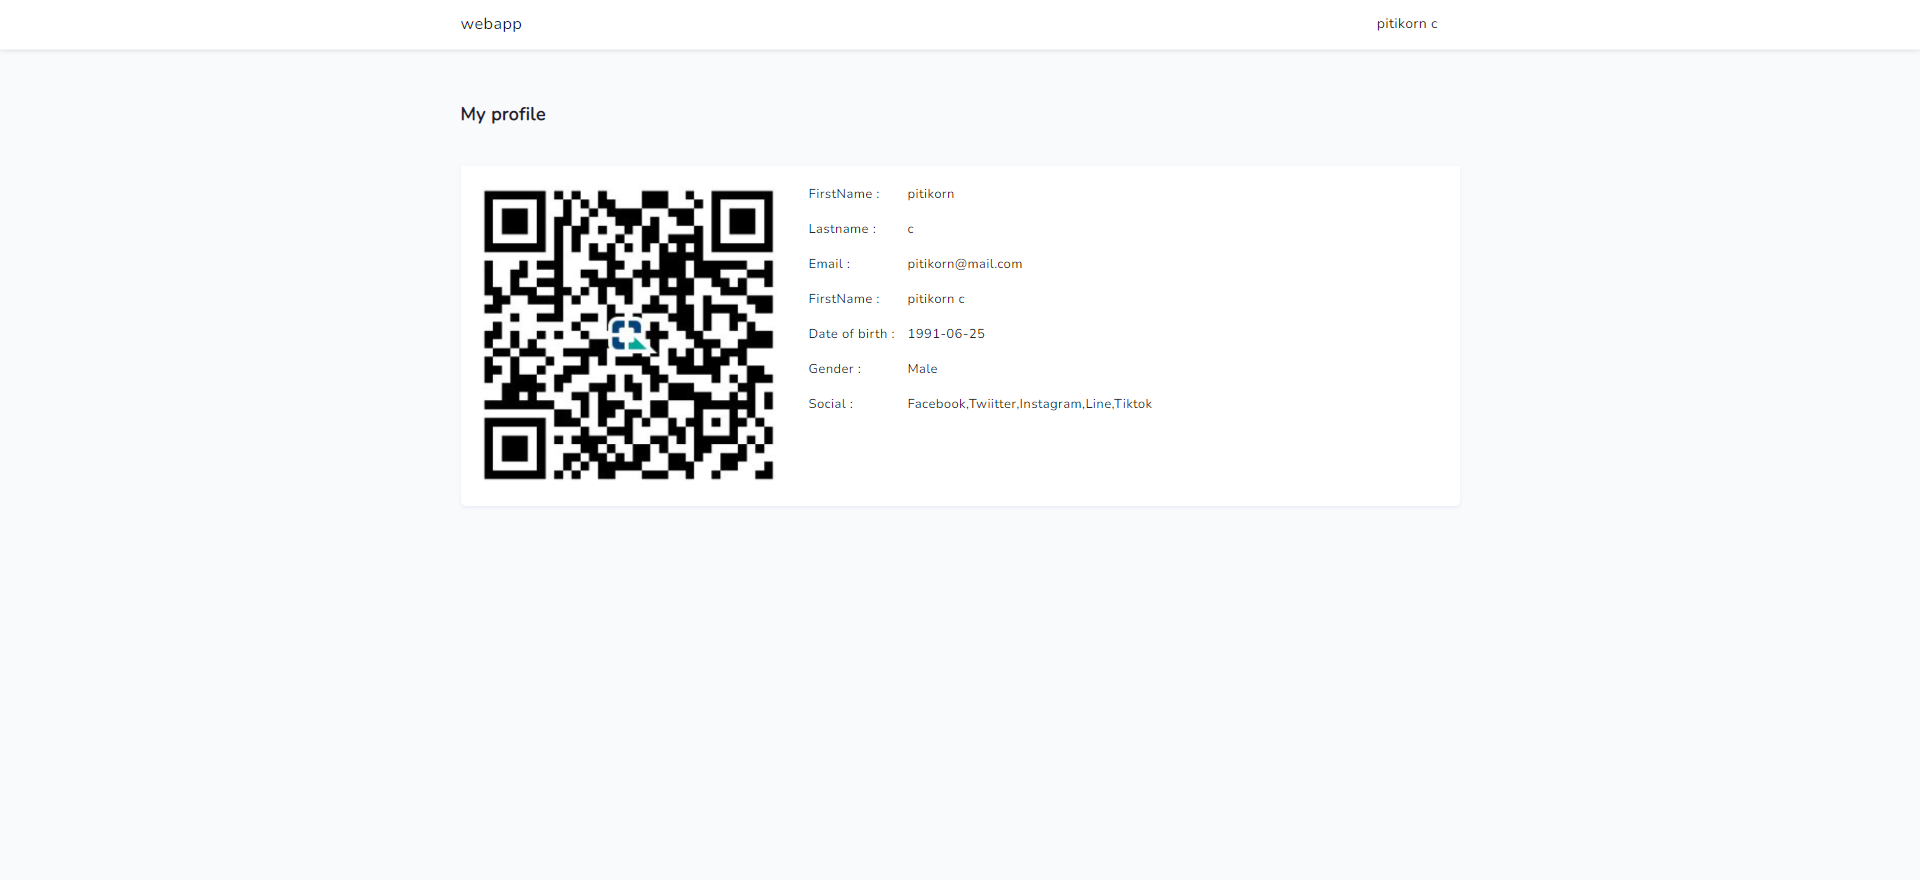 webapp
pitikorn c
My profile
FirstName : pitikorn
Lastname : c
Email : pitikorn@mail.com
FirstName : pitikorn c
Date of birth : 1991-06-25
Gender : Male
Social : Facebook,Twiitter,Instagram,Line,Tiktok